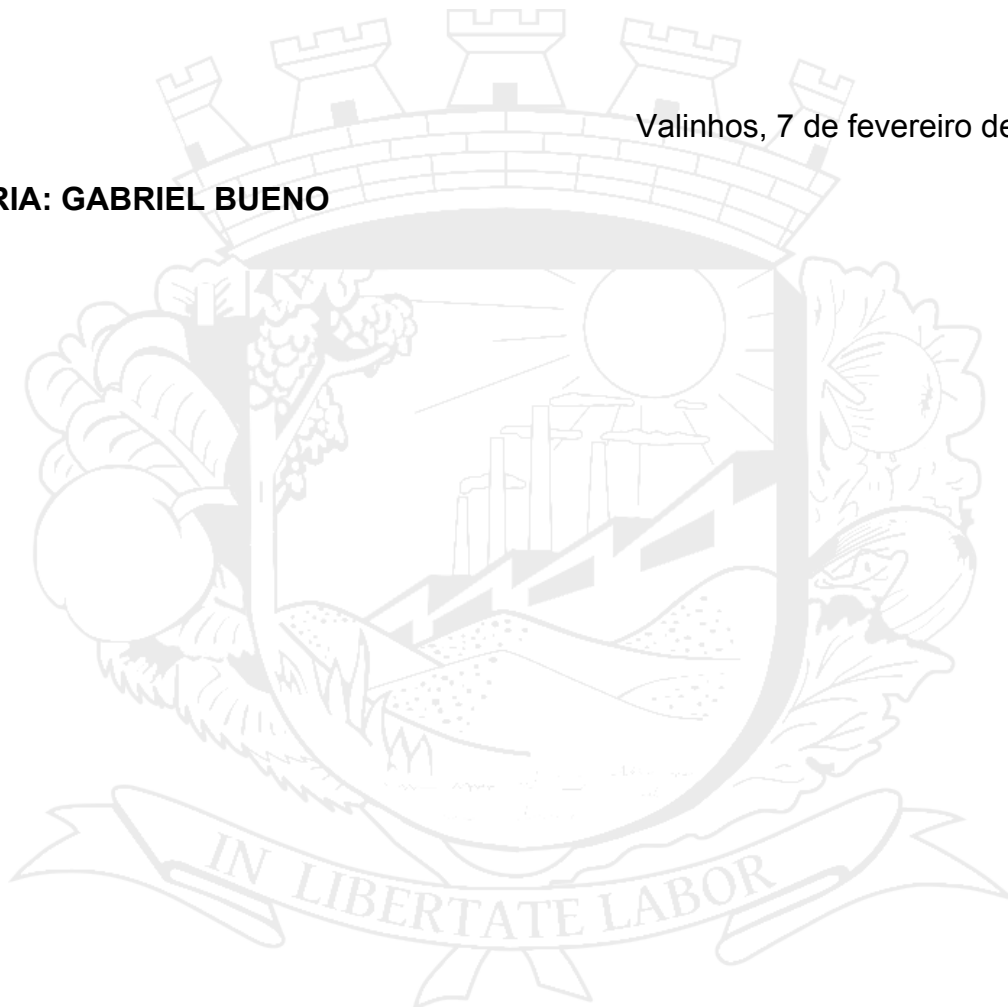 Valinhos, 7 de fevereiro de
RIA: GABRIEL BUENO
IN LIBERTATE LABOR